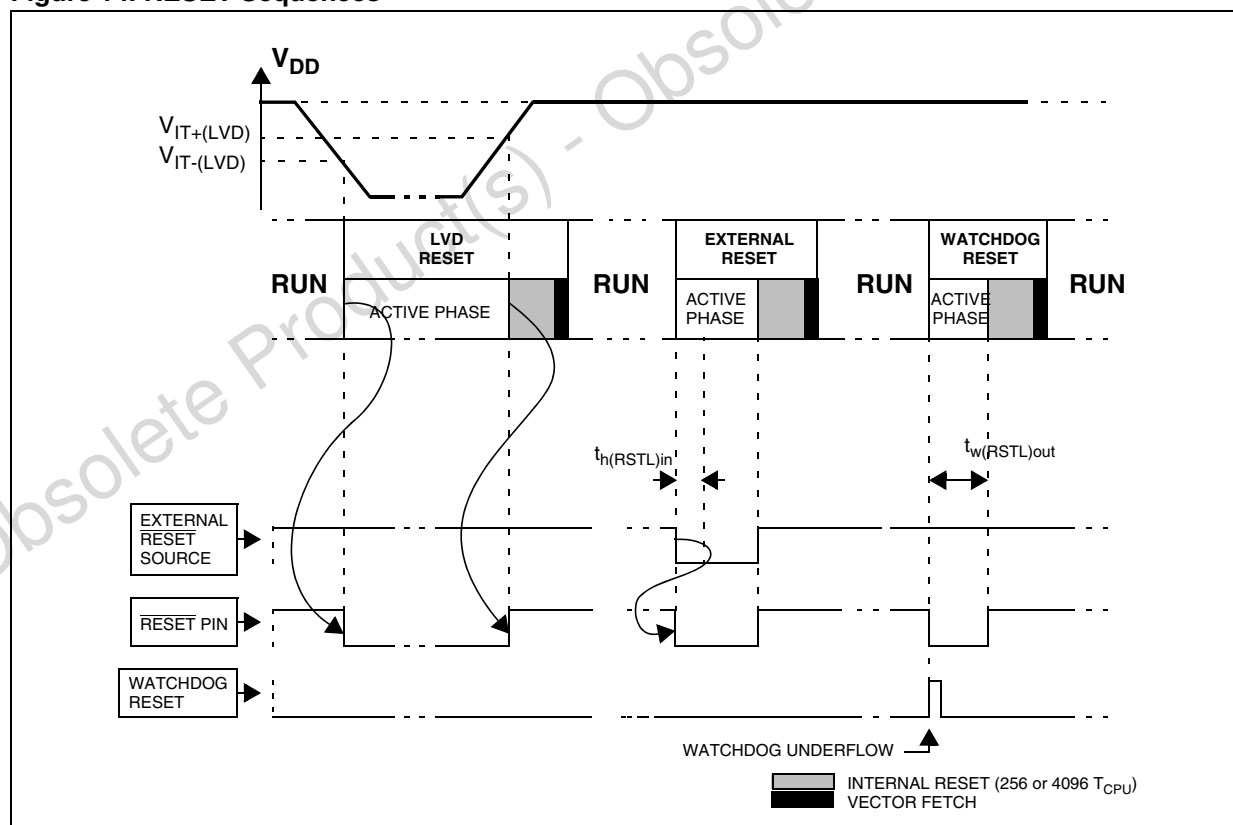 Figure 14. RESET Sequences
VDD
VIT+(LVD)
VIT-(LVD)
LVD
RESET
EXTERNAL
RESET
WATCHDOG
RESET
RUN
RUN
RUN
RUN
ACTIVE PHASE
ACTIVE
PHASE
ACTIVE
PHASE
th(RSTL)in
tw(RSTL)out
EXTERNAL
RESET
SOURCE
RESET PIN
WATCHDOG
RESET
WATCHDOG UNDERFLOW
INTERNAL RESET (256 or 4096 TCPU)
VECTOR FETCH
Obsolete Product(s) - Obsolete